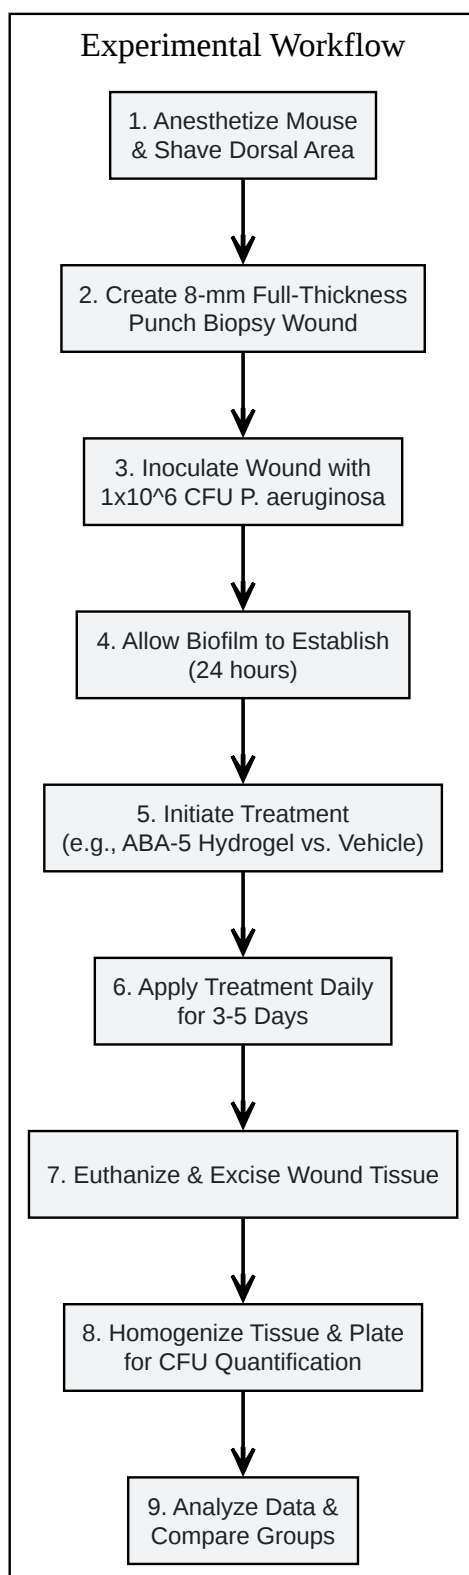 Experimental Workflow
1. Anesthetize Mouse
& Shave Dorsal Area
2. Create 8-mm Full-Thickness
Punch Biopsy Wound
3. Inoculate Wound with
1x10^6 CFU P. aeruginosa
4. Allow Biofilm to Establish
(24 hours)
5. Initiate Treatment
(e.g., ABA-5 Hydrogel vs. Vehicle)
6. Apply Treatment Daily
for 3-5 Days
7. Euthanize & Excise Wound Tissue
8. Homogenize Tissue & Plate
for CFU Quantification
9. Analyze Data &
Compare Groups